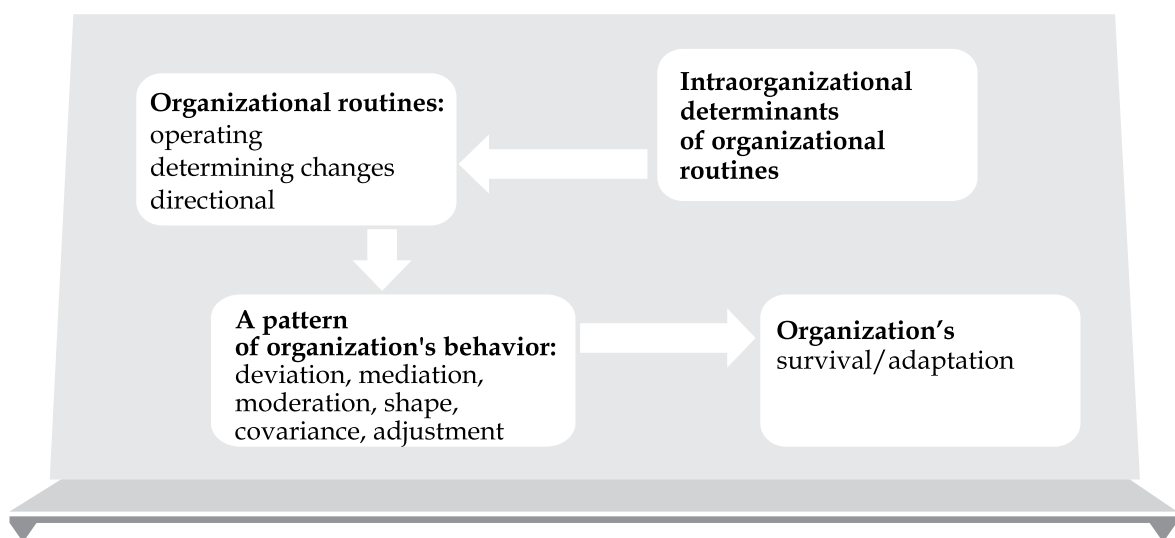 Organizational routines:
operating
determining changes
directional
Intraorganizational
determinants
of organizational
routines
A pattern
of organization's behavior:
deviation, mediation,
moderation, shape,
covariance, adjustment
Organization’s
survival/adaptation